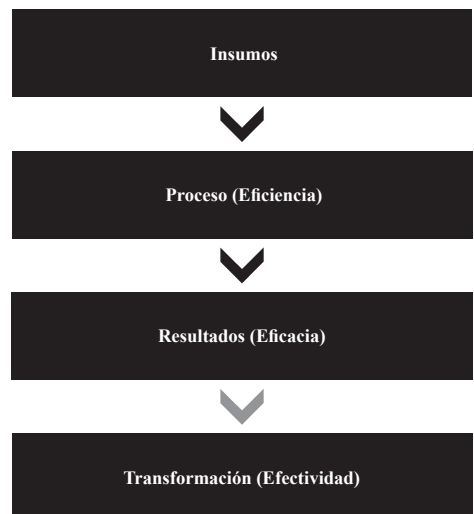 Insumos
Proceso (Eficiencia)
Resultados (Eficacia)
Transformación (Efectividad)